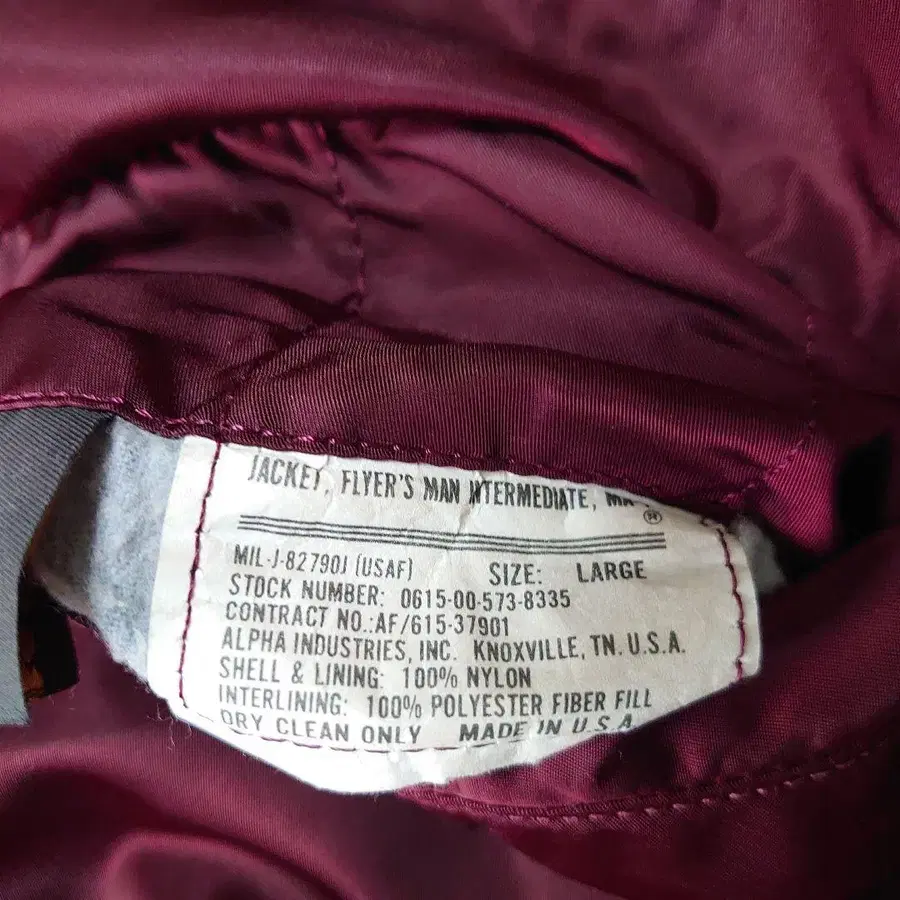 JACKET, FLYER'S MAN INTERMEDIATE,
®
MIL-J-82790J (USAF) SIZE: LARGE
STOCK NUMBER: 0615-00-573-8335
CONTRACT NO.:AF/615-37901
ALPHA INDUSTRIES, INC. KNOXVILLE, TN. U.S.A.
SHELL & LINING: 100% NYLON
INTERLINING: 100% POLYESTER FIBER FILL
DRY CLEAN ONLY MADE IN U.S.A.